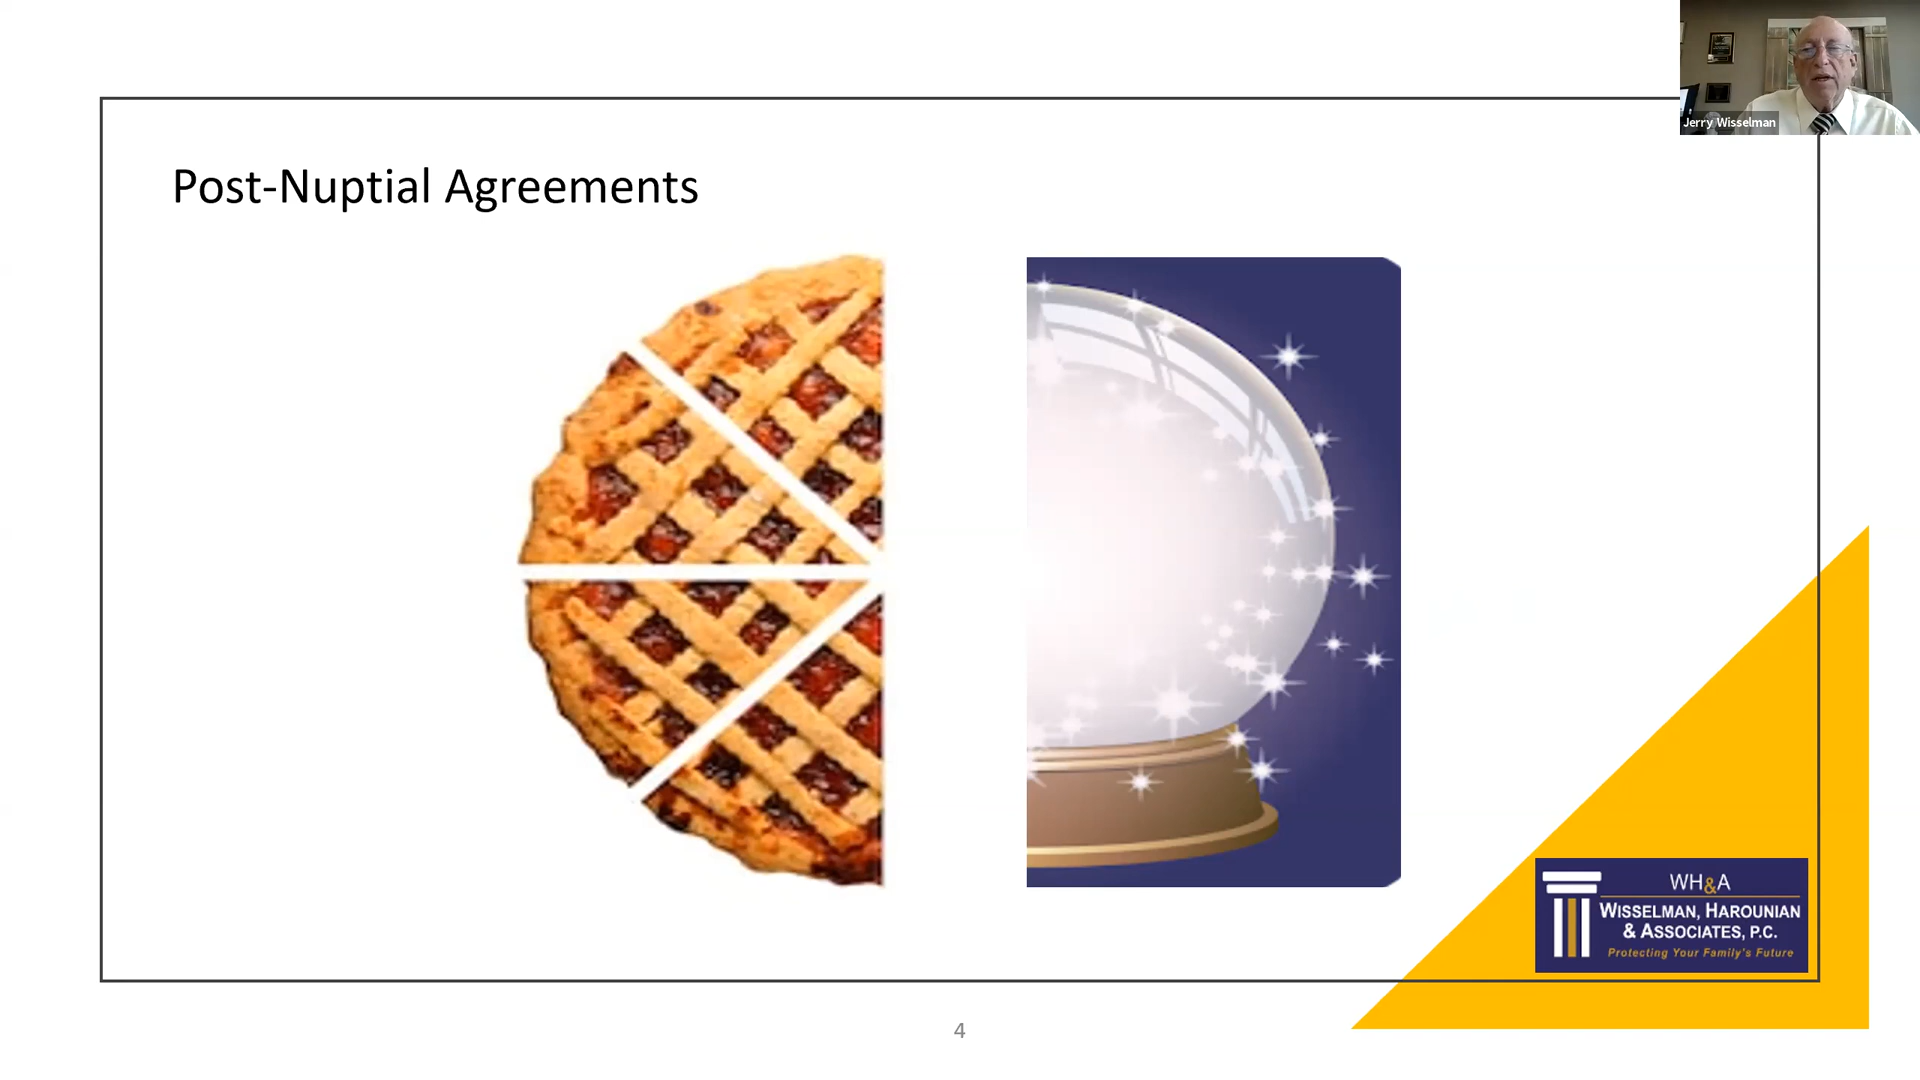 Jerry Wisselman
Post-Nuptial Agreements
WH&A
WISSELMAN, HAROUNIAN
& ASSOCIATES, P.C.
Protecting Your Family's Future
4